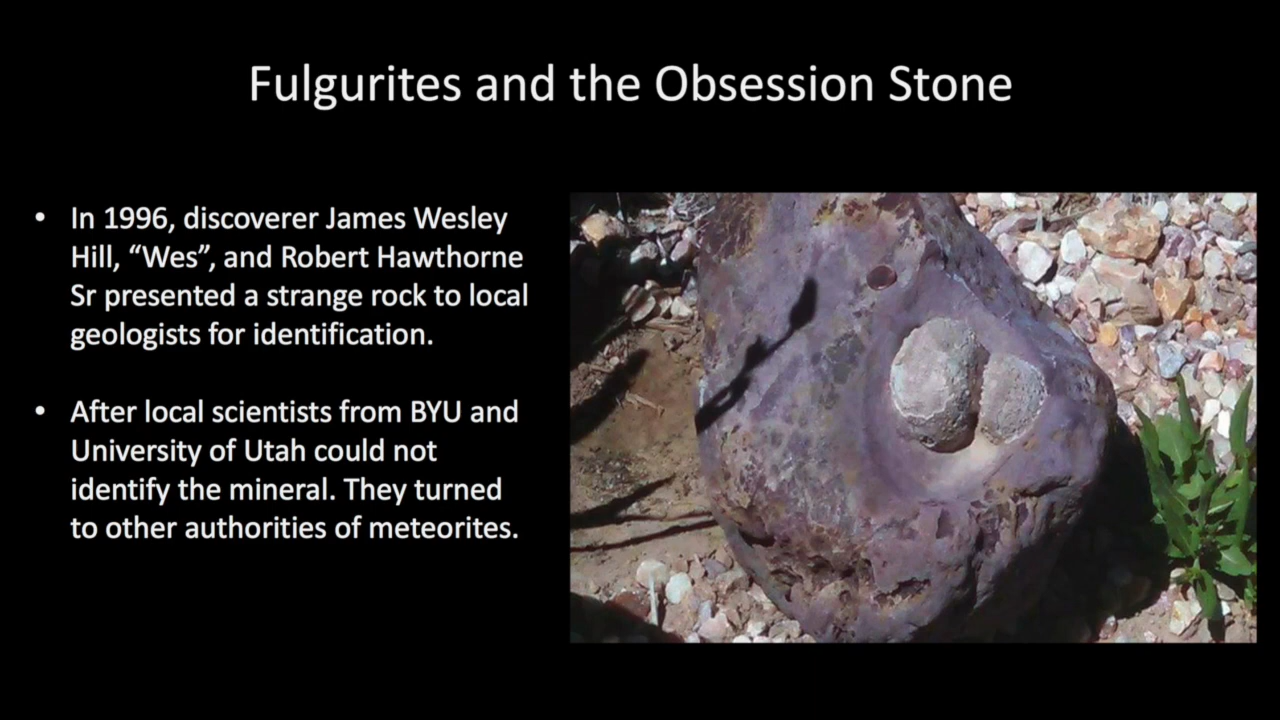 Fulgurites and the Obsession Stone
• In 1996, discoverer James Wesley
Hill, “Wes”, and Robert Hawthorne
Sr presented a strange rock to local
geologists for identification.
• After local scientists from BYU and
University of Utah could not
identify the mineral. They turned
to other authorities of meteorites.